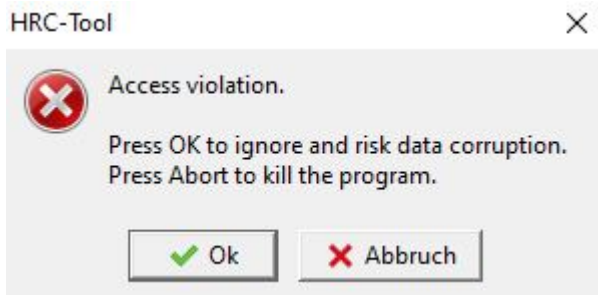 HRC-Tool
Access violation.
Press OK to ignore and risk data corruption.
Press Abort to kill the program.
Ok
Abbruch